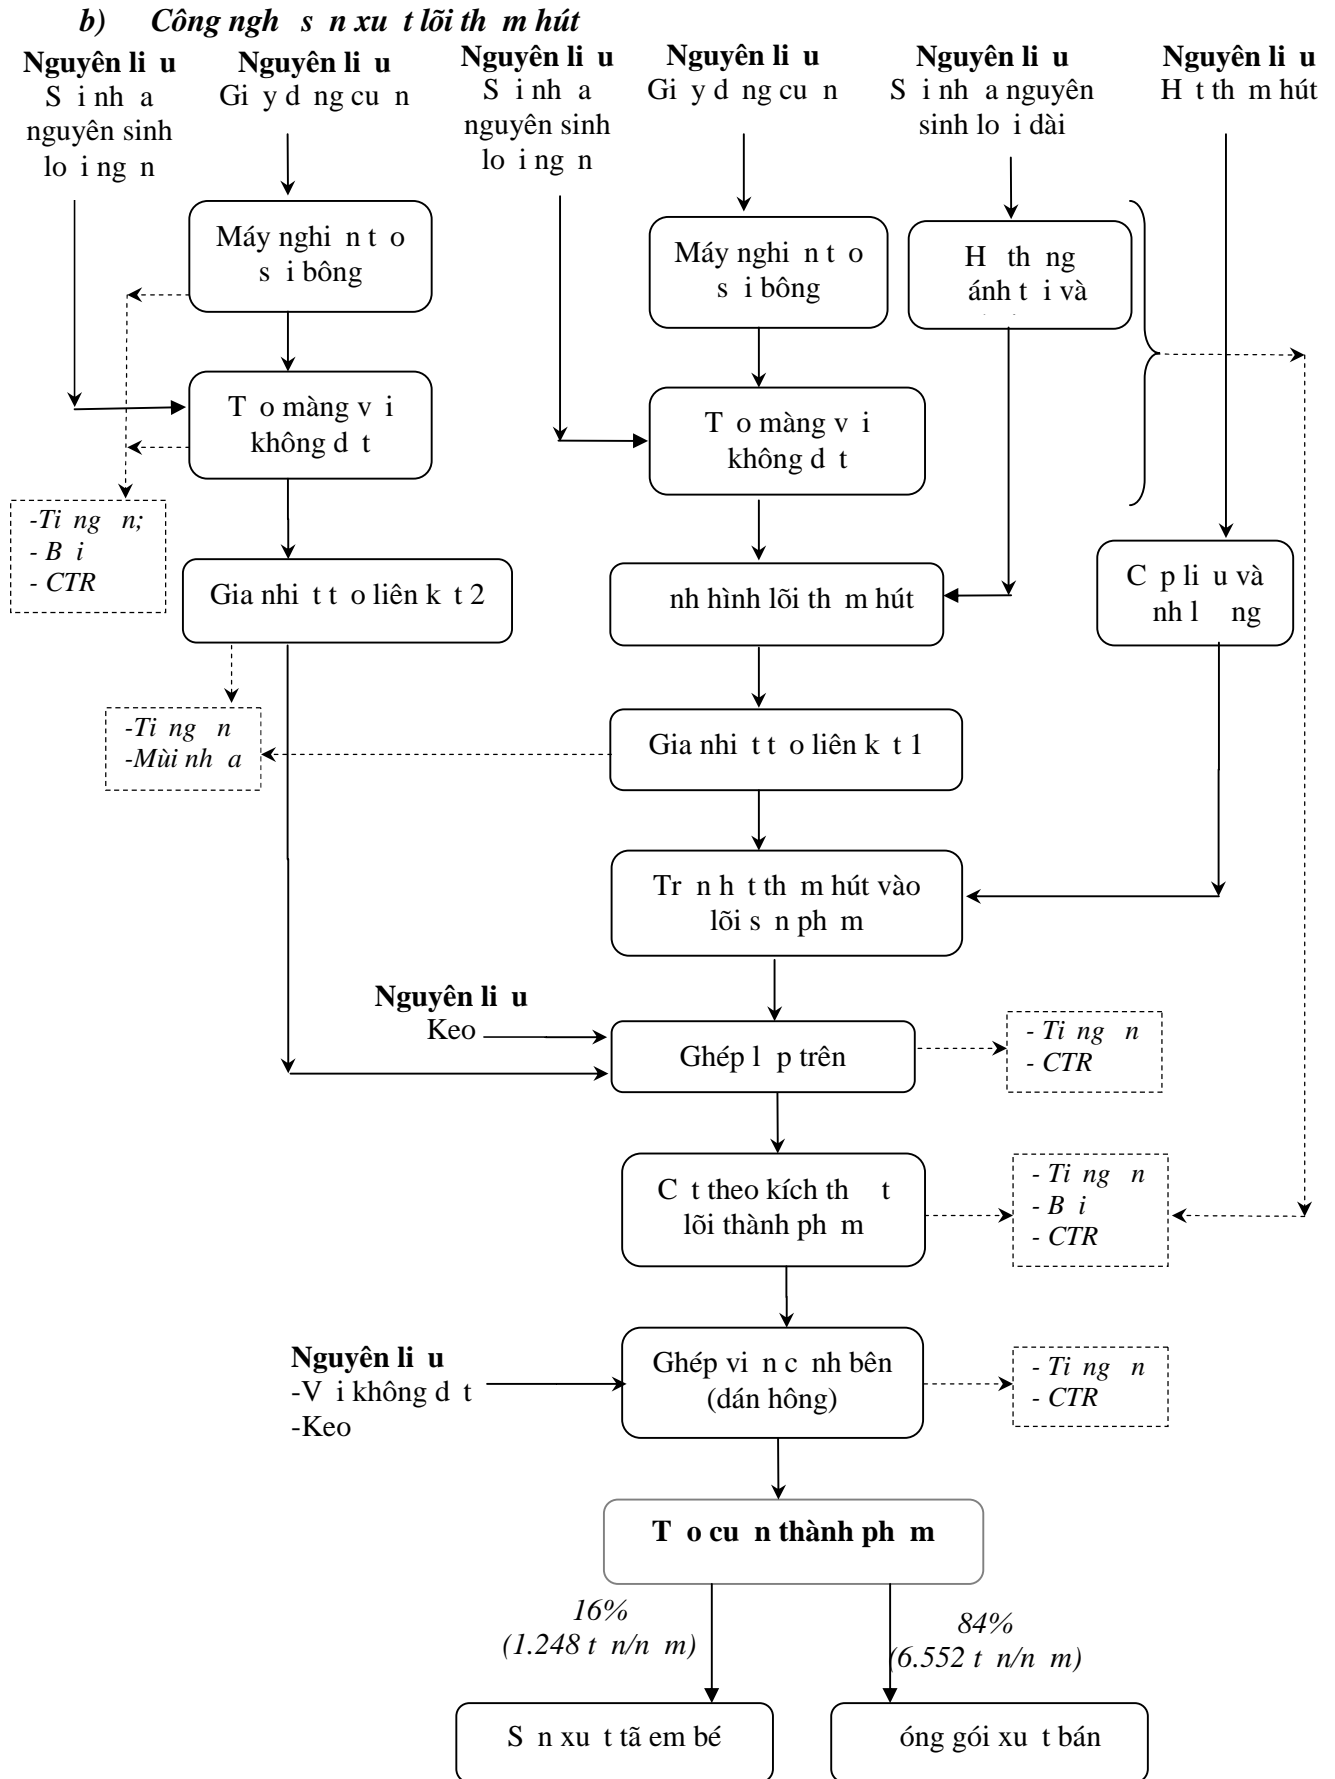 b) Công ngh s n xu t lõi th m hút
Nguyên li u
S i nh a
nguyên sinh
lo i ng n
Nguyên li u
Gi y d ng cu n
Nguyên li u
S i nh a
nguyên sinh
lo i ng n
Nguyên li u
Gi y d ng cu n
Nguyên li u
S i nh a nguyên
sinh lo i dài
Nguyên li u
H t th m hút
Máy nghi n t o
s i bông
Máy nghi n t o
s i bông
H th ng
ánh t i và
T o màng v i
không d t
T o màng v i
không d t
-Ti ng n;
- B i
- CTR
Gia nhi t t o liên k t 2
nh hình lõi th m hút
C p li u và
nh l ng
-Ti ng n
-Mùi nh a
Gia nhi t t o liên k t 1
Tr n h t th m hút vào
lõi s n ph m
Nguyên li u
Keo
Ghép l p trên
- Ti ng n
- CTR
C t theo kích th t
lõi thành ph m
- Ti ng n
- B i
- CTR
Nguyên li u
-V i không d t
-Keo
Ghép vi n c nh bên
(dán hông)
- Ti ng n
- CTR
T o cu n thành ph m
16%
(1.248 t n/n m)
84%
(6.552 t n/n m)
S n xu t tã em bé
óng gói xu t bán